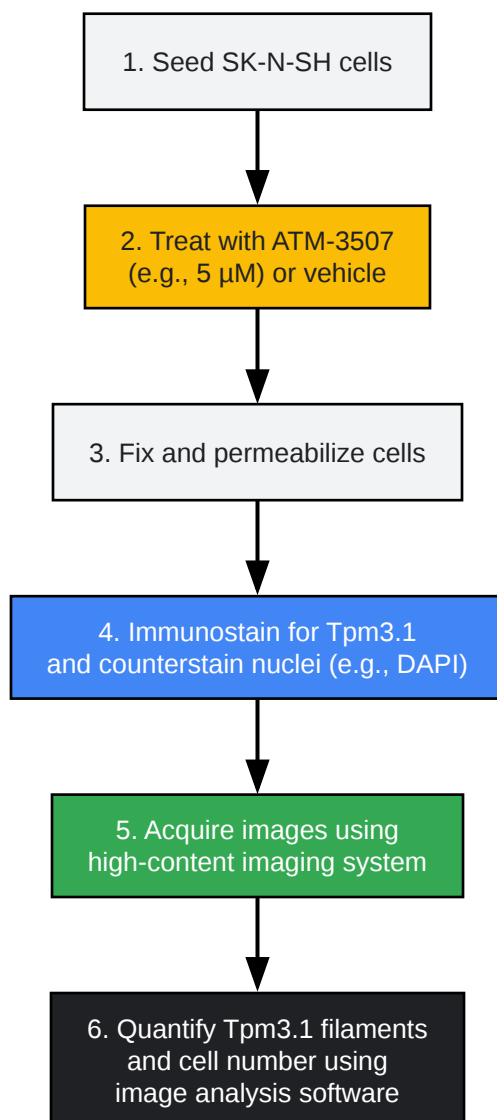 1. Seed SK-N-SH cells
2. Treat with ATM-3507
(e.g., 5 µM) or vehicle
3. Fix and permeabilize cells
4. Immunostain for Tpm3.1
and counterstain nuclei (e.g., DAPI)
5. Acquire images using
high-content imaging system
6. Quantify Tpm3.1 filaments
and cell number using
image analysis software